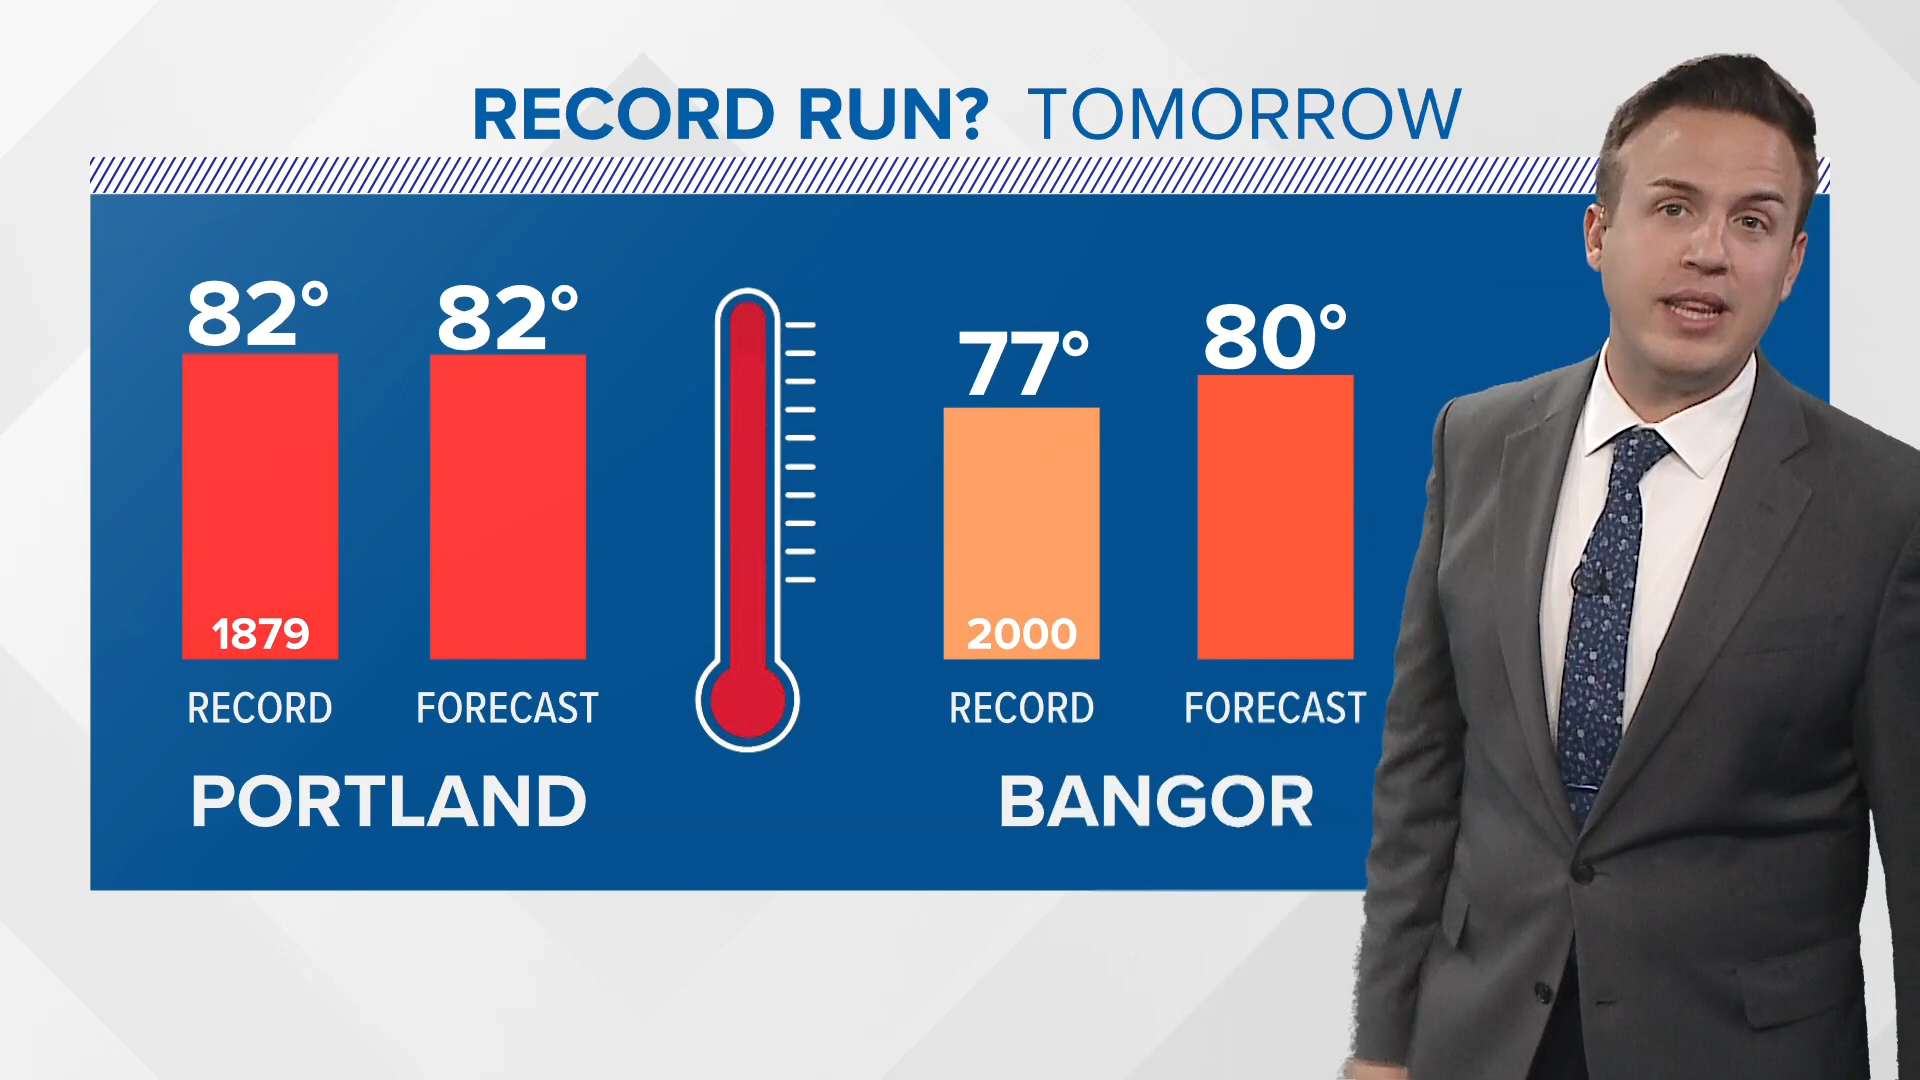 RECORD RUN? TOMORROW
82° 82° 77° 80°
1879 2000
RECORD FORECAST RECORD FORECAST
PORTLAND BANGOR